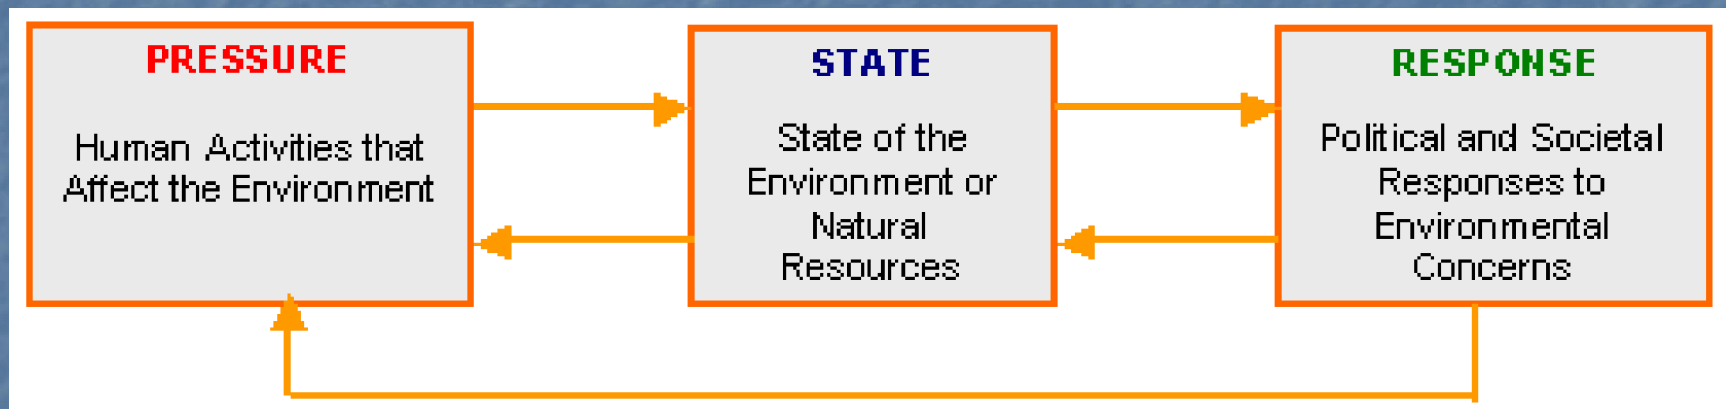 PRESSURE
Human Activities that
Affect the Environment
STATE
State of the
Environment or
Natural
Resources
RESPONSE
Political and Societal
Responses to
Environmental
Concerns